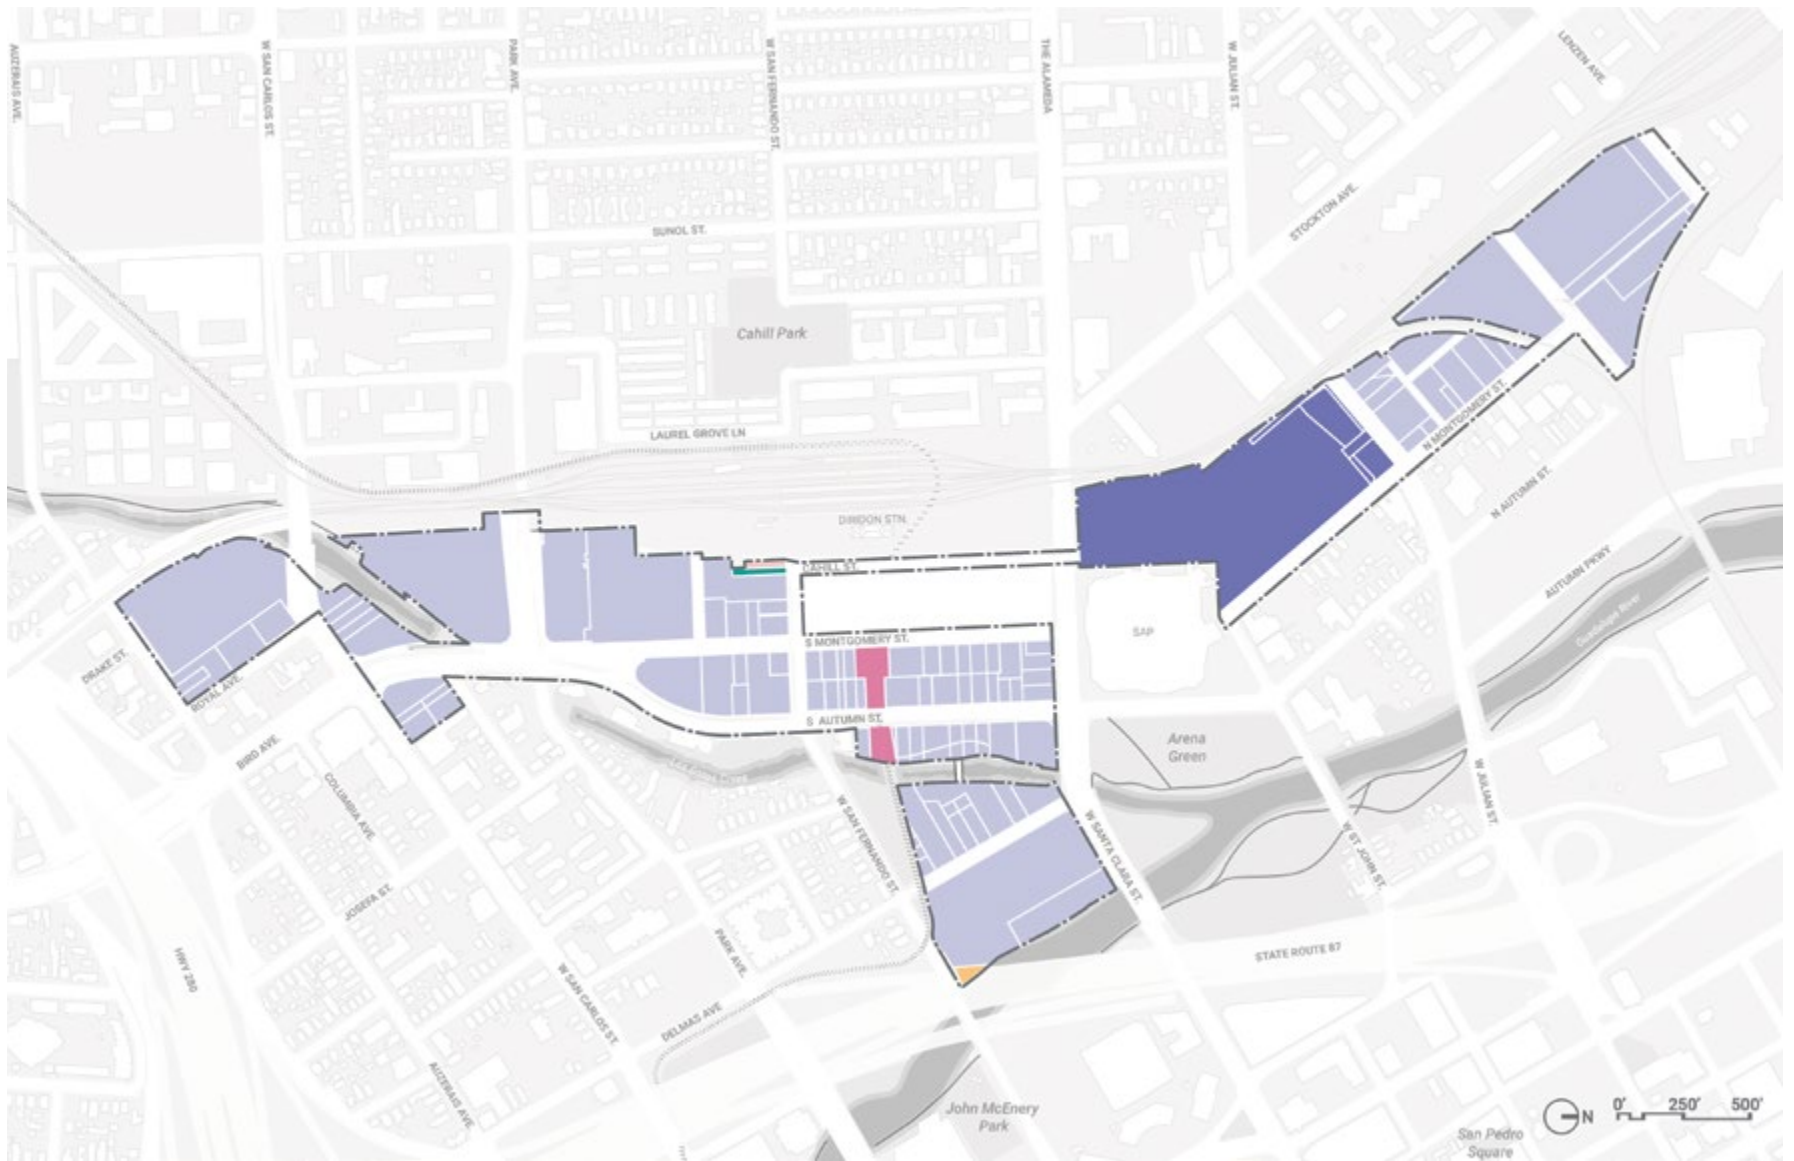 AUZERAIS AVE.
W SAN CARLOS ST.
PARK AVE.
W SAN FERNANDO ST.
THE ALAMEDA
W JULIAN ST.
LENZEN AVE.
STOCKTON AVE.
SUNOL ST.
Cahill Park
LAUREL GROVE LN
DIRIDON STN.
CAHILL ST.
N MONTGOMERY ST.
N AUTUMN ST.
AUTUMN PKWY
Guadalupe River
SAP
S MONTGOMERY ST.
S AUTUMN ST.
DRAKE ST.
ROYAL AVE.
BIRD AVE.
COLUMBIA AVE.
JOSEFA ST.
HWY 280
Los Gatos Creek
Arena
Green
W SAN FERNANDO ST.
W SANTA CLARA ST.
W ST JOHN ST.
W JULIAN ST.
PARK AVE.
W SAN CARLOS ST.
DELMAS AVE
AUZERAIS AVE.
STATE ROUTE 87
John McEnery
Park
San Pedro
Square
N
0' 250' 500'